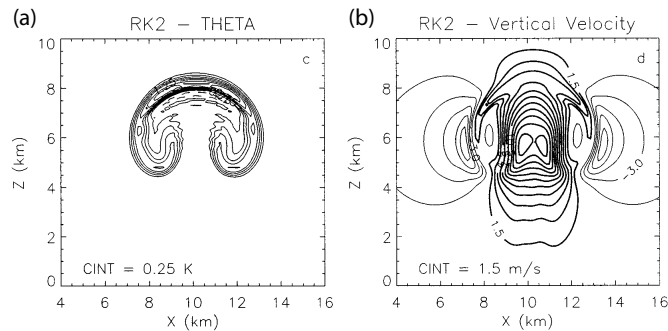 (a)
RK2 – THETA
c
10
8
6
4
2
0
Z (km)
CINT = 0.25 K
4 6 8 10 12 14 16
X (km)
(b)
RK2 – Vertical Velocity
d
10
8
6
4
2
0
Z (km)
1.5
-3.0
1.5
CINT = 1.5 m/s
4 6 8 10 12 14 16
X (km)